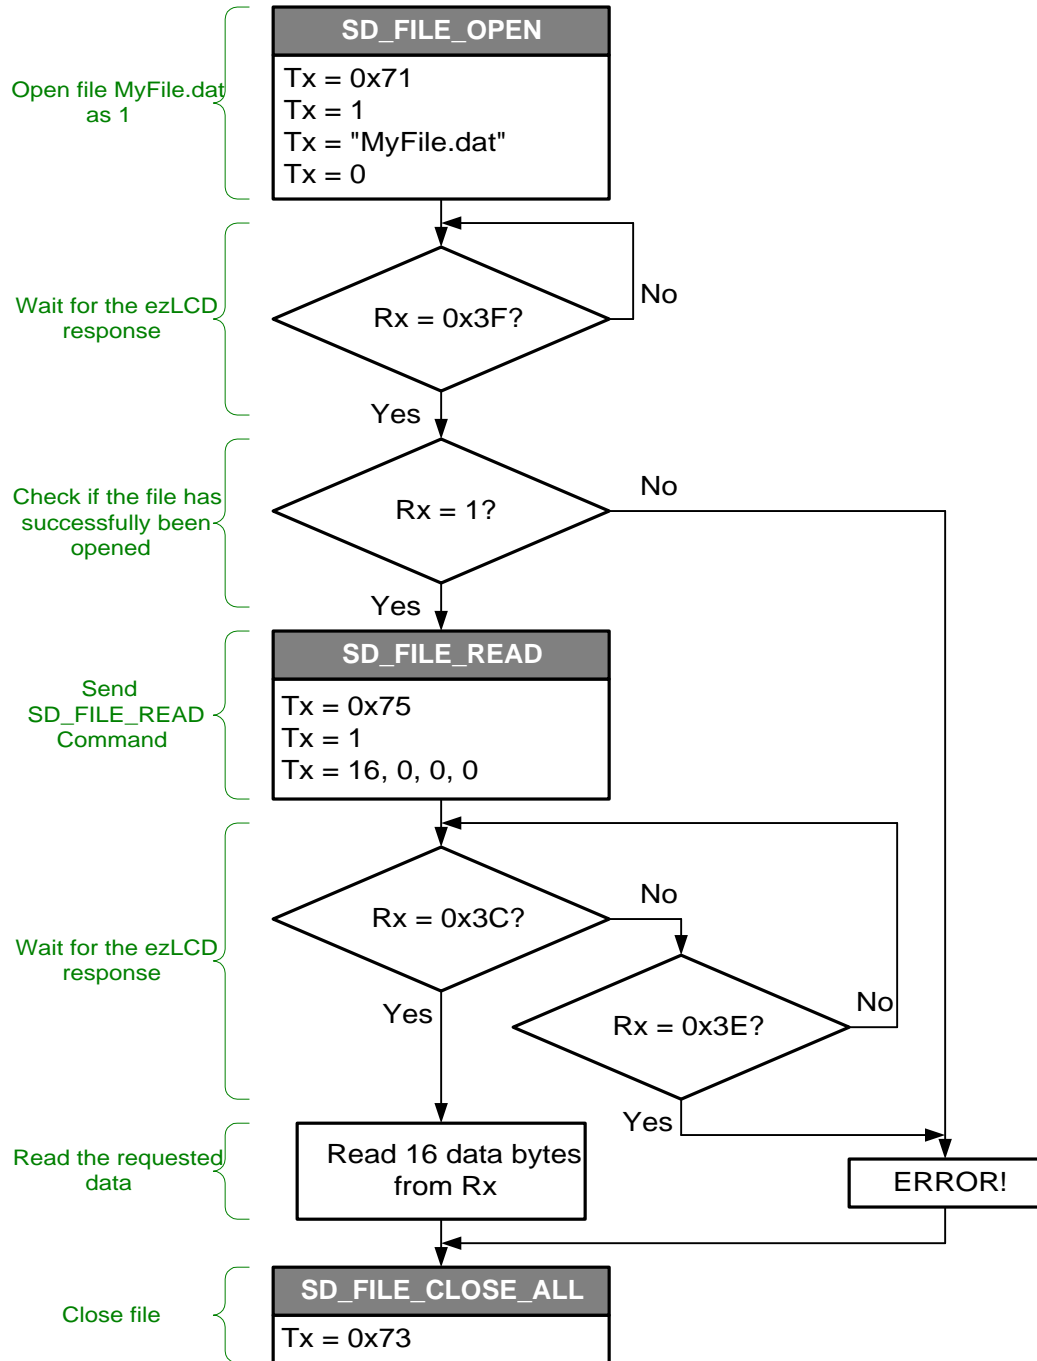 SD_FILE_OPEN
Open file MyFile.dat
as 1
Tx = 0x71
Tx = 1
Tx = "MyFile.dat"
Tx = 0
Wait for the ezLCD
response
Rx = 0x3F?
No
Yes
Check if the file has
successfully been
opened
Rx = 1?
No
Yes
Send
SD_FILE_READ
Command
SD_FILE_READ
Tx = 0x75
Tx = 1
Tx = 16, 0, 0, 0
Wait for the ezLCD
response
Rx = 0x3C?
No
Yes
Rx = 0x3E?
No
Yes
Read the requested
data
Read 16 data bytes
from Rx
ERROR!
Close file
SD_FILE_CLOSE_ALL
Tx = 0x73